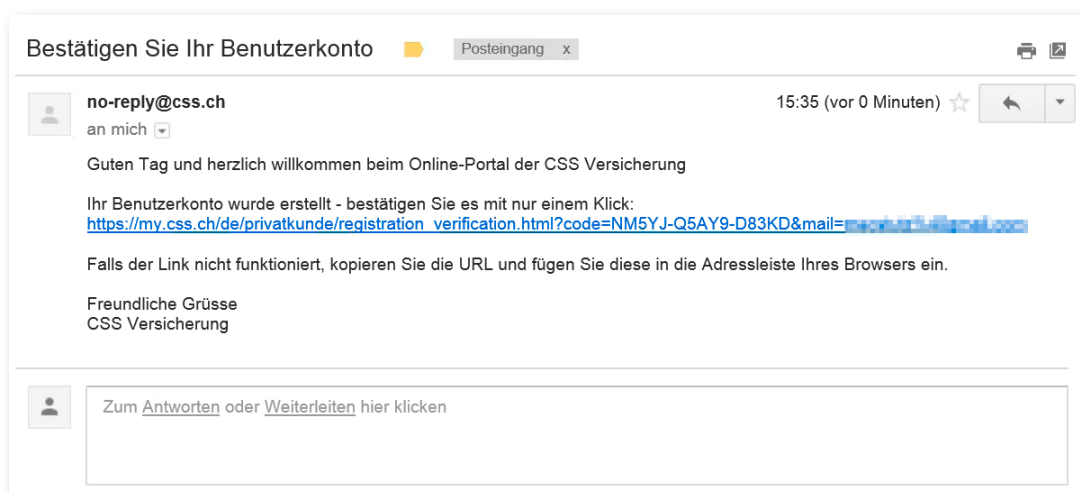 Bestätigen Sie Ihr Benutzerkonto
Posteingang x
no-reply@css.ch
15:35 (vor 0 Minuten)
an mich
Guten Tag und herzlich willkommen beim Online-Portal der CSS Versicherung
Ihr Benutzerkonto wurde erstellt - bestätigen Sie es mit nur einem Klick:
https://my.css.ch/de/privatkunde/registration_verification.html?code=NM5YJ-Q5AY9-D83KD&mail=
Falls der Link nicht funktioniert, kopieren Sie die URL und fügen Sie diese in die Adressleiste Ihres Browsers ein.
Freundliche Grüsse
CSS Versicherung
Zum Antworten oder Weiterleiten hier klicken